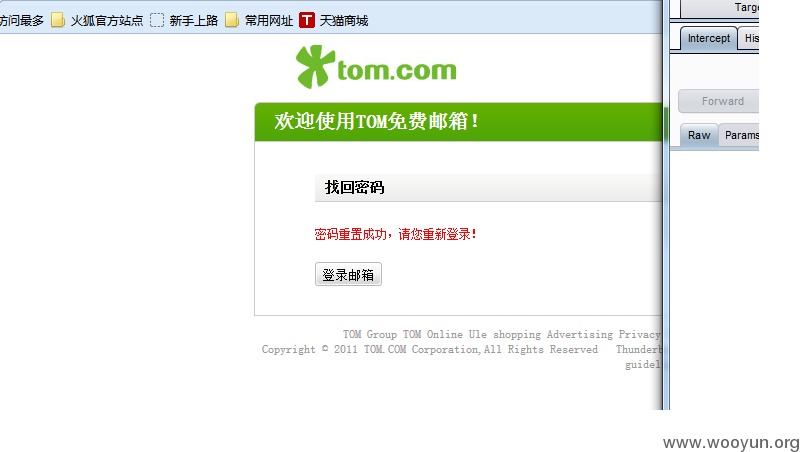 访问最多 火狐官方站点 新手上路 常用网址 T 天猫商城
tom.com
欢迎使用TOM免费邮箱!
找回密码
密码重置成功，请您重新登录!
登录邮箱
TOM Group TOM Online Ule shopping Advertising Privacy
Copyright © 2011 TOM.COM Corporation,All Rights Reserved
guidel
Intercept
Forward
Raw Params
www.wooyun.org